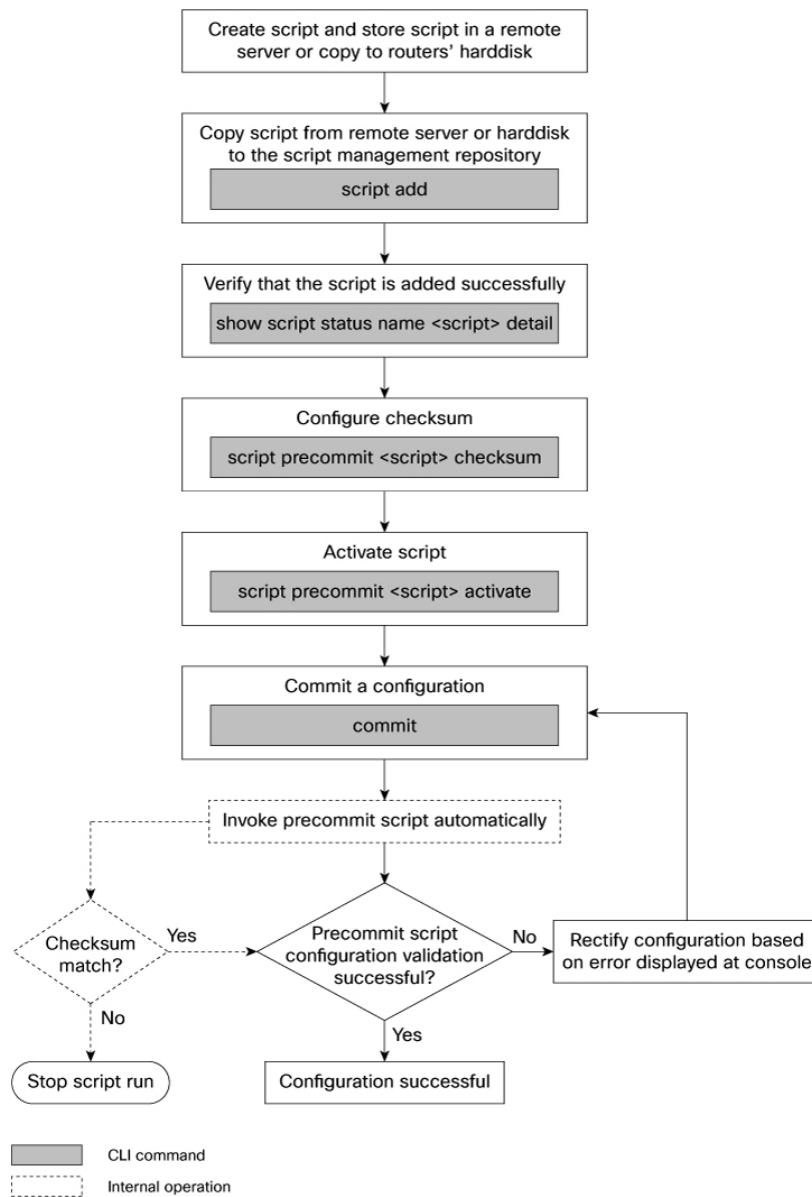 Create script and store script in a remote
server or copy to routers' harddisk
Copy script from remote server or harddisk
to the script management repository
script add
Verify that the script is added successfully
show script status name <script> detail
Configure checksum
script precommit <script> checksum
Activate script
script precommit <script> activate
Commit a configuration
commit
Invoke precommit script automatically
Checksum
match?
Yes
Precommit script
configuration validation
successful?
No
Rectify configuration based
on error displayed at console
No
Yes
Stop script run
Configuration successful
CLI command
Internal operation